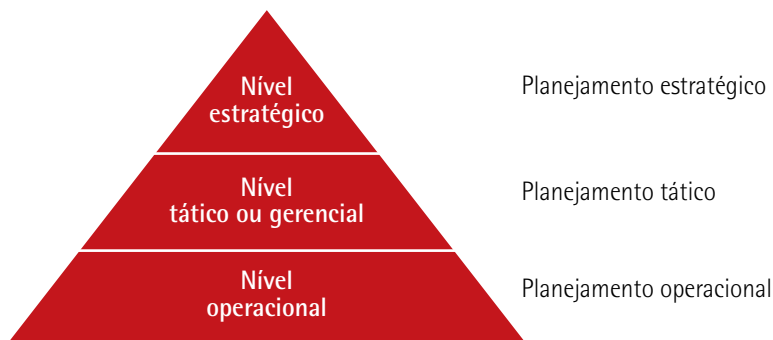 Nível
estratégico
Planejamento estratégico
Nível
tático ou gerencial
Planejamento tático
Nível
operacional
Planejamento operacional